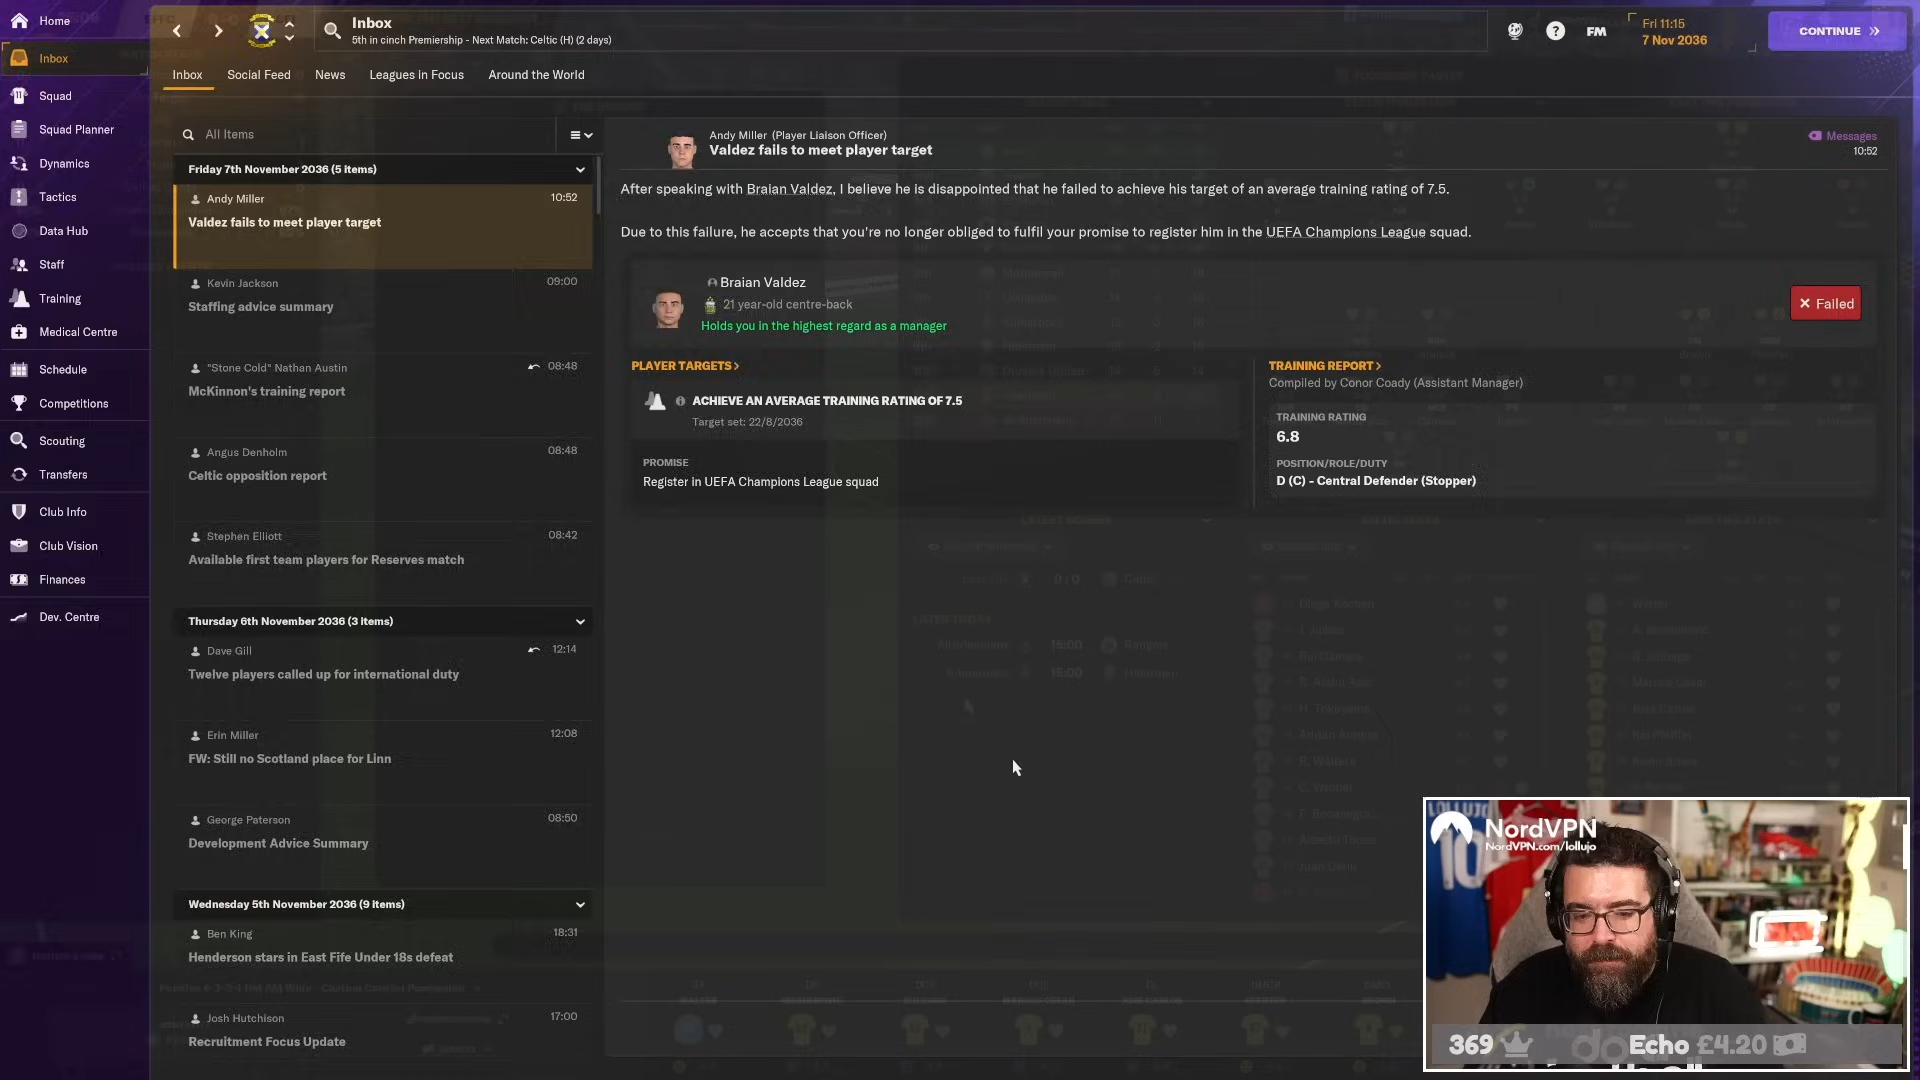 Home
Inbox
Squad
Squad Planner
Dynamics
Tactics
Data Hub
Staff
Training
Medical Centre
Schedule
Competitions
Scouting
Transfers
Club Info
Club Vision
Finances
Dev. Centre
Inbox
5th in cinch Premiership - Next Match: Celtic (H) (2 days)
FM
Fri 11:15
7 Nov 2036
CONTINUE
Inbox Social Feed News Leagues in Focus Around the World
All Items
Friday 7th November 2036 (5 items)
Andy Miller 10:52
Valdez fails to meet player target
Kevin Jackson 09:00
Staffing advice summary
"Stone Cold" Nathan Austin 08:48
McKinnon's training report
Angus Denholm 08:48
Celtic opposition report
Stephen Elliott 08:42
Available first team players for Reserves match
Thursday 6th November 2036 (3 items)
Dave Gill 12:14
Twelve players called up for international duty
Erin Miller 12:08
FW: Still no Scotland place for Linn
George Paterson 08:50
Development Advice Summary
Wednesday 5th November 2036 (9 items)
Ben King 18:31
Henderson stars in East Fife Under 18s defeat
Josh Hutchison 17:00
Recruitment Focus Update
Andy Miller (Player Liaison Officer)
Valdez fails to meet player target
Messages
10:52
After speaking with Braian Valdez, I believe he is disappointed that he failed to achieve his target of an average training rating of 7.5.
Due to this failure, he accepts that you're no longer obliged to fulfil your promise to register him in the UEFA Champions League squad.
Braian Valdez
21 year-old centre-back
Holds you in the highest regard as a manager
Failed
PLAYER TARGETS
ACHIEVE AN AVERAGE TRAINING RATING OF 7.5
Target set: 22/8/2036
PROMISE
Register in UEFA Champions League squad
TRAINING REPORT
Compiled by Conor Coady (Assistant Manager)
TRAINING RATING
6.8
POSITION/ROLE/DUTY
D (C) - Central Defender (Stopper)
NordVPN
NordVPN.com/lollujo
369
Echo £4.20